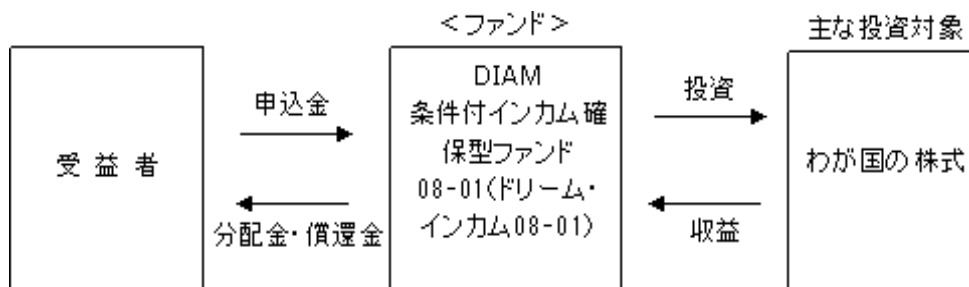 ＜ファンド＞
主な投資対象
受益者
申込金
分配金・償還金
DIAM
条件付インカム確
保型ファンド
08-01(ドリーム・
インカム08-01)
投資
収益
わが国の株式